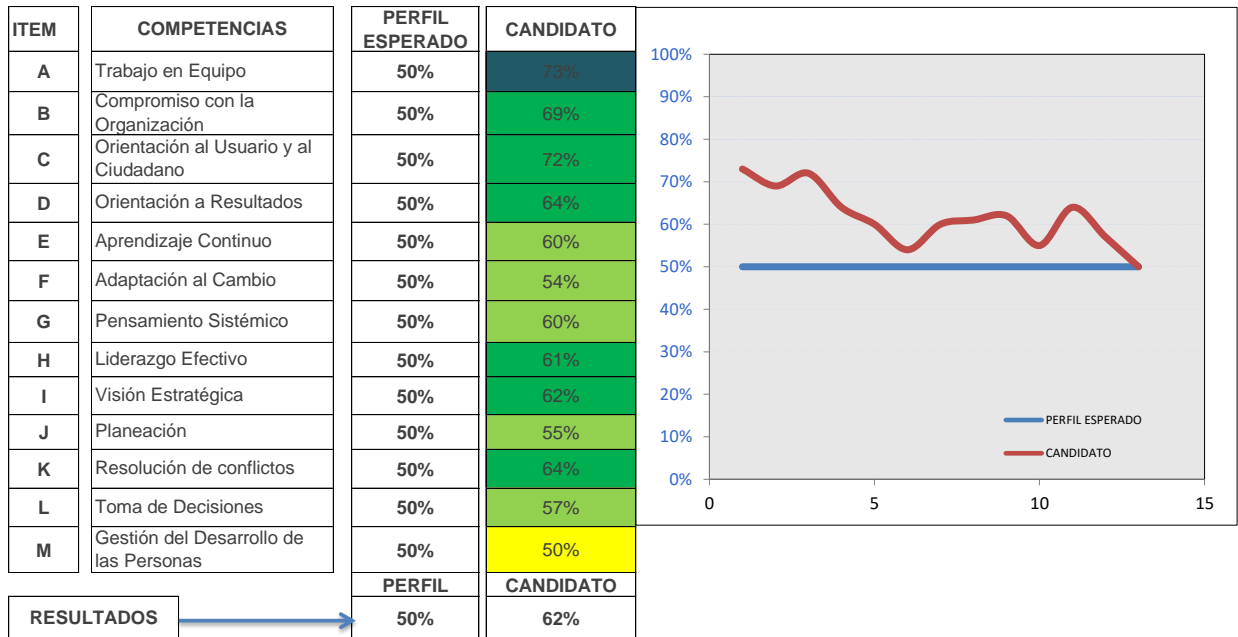 ITEM COMPETENCIAS PERFIL ESPERADO CANDIDATO
A Trabajo en Equipo 50% 73%
B Compromiso con la Organización 50% 69%
C Orientación al Usuario y al Ciudadano 50% 72%
D Orientación a Resultados 50% 64%
E Aprendizaje Continuo 50% 60%
F Adaptación al Cambio 50% 54%
G Pensamiento Sistémico 50% 60%
H Liderazgo Efectivo 50% 61%
I Visión Estratégica 50% 62%
J Planeación 50% 55%
K Resolución de conflictos 50% 64%
L Toma de Decisiones 50% 57%
M Gestión del Desarrollo de las Personas 50% 50%
PERFIL CANDIDATO
RESULTADOS 50% 62%
100%
90%
80%
70%
60%
50%
40%
30%
20%
10%
0%
0 5 10 15
PERFIL ESPERADO
CANDIDATO